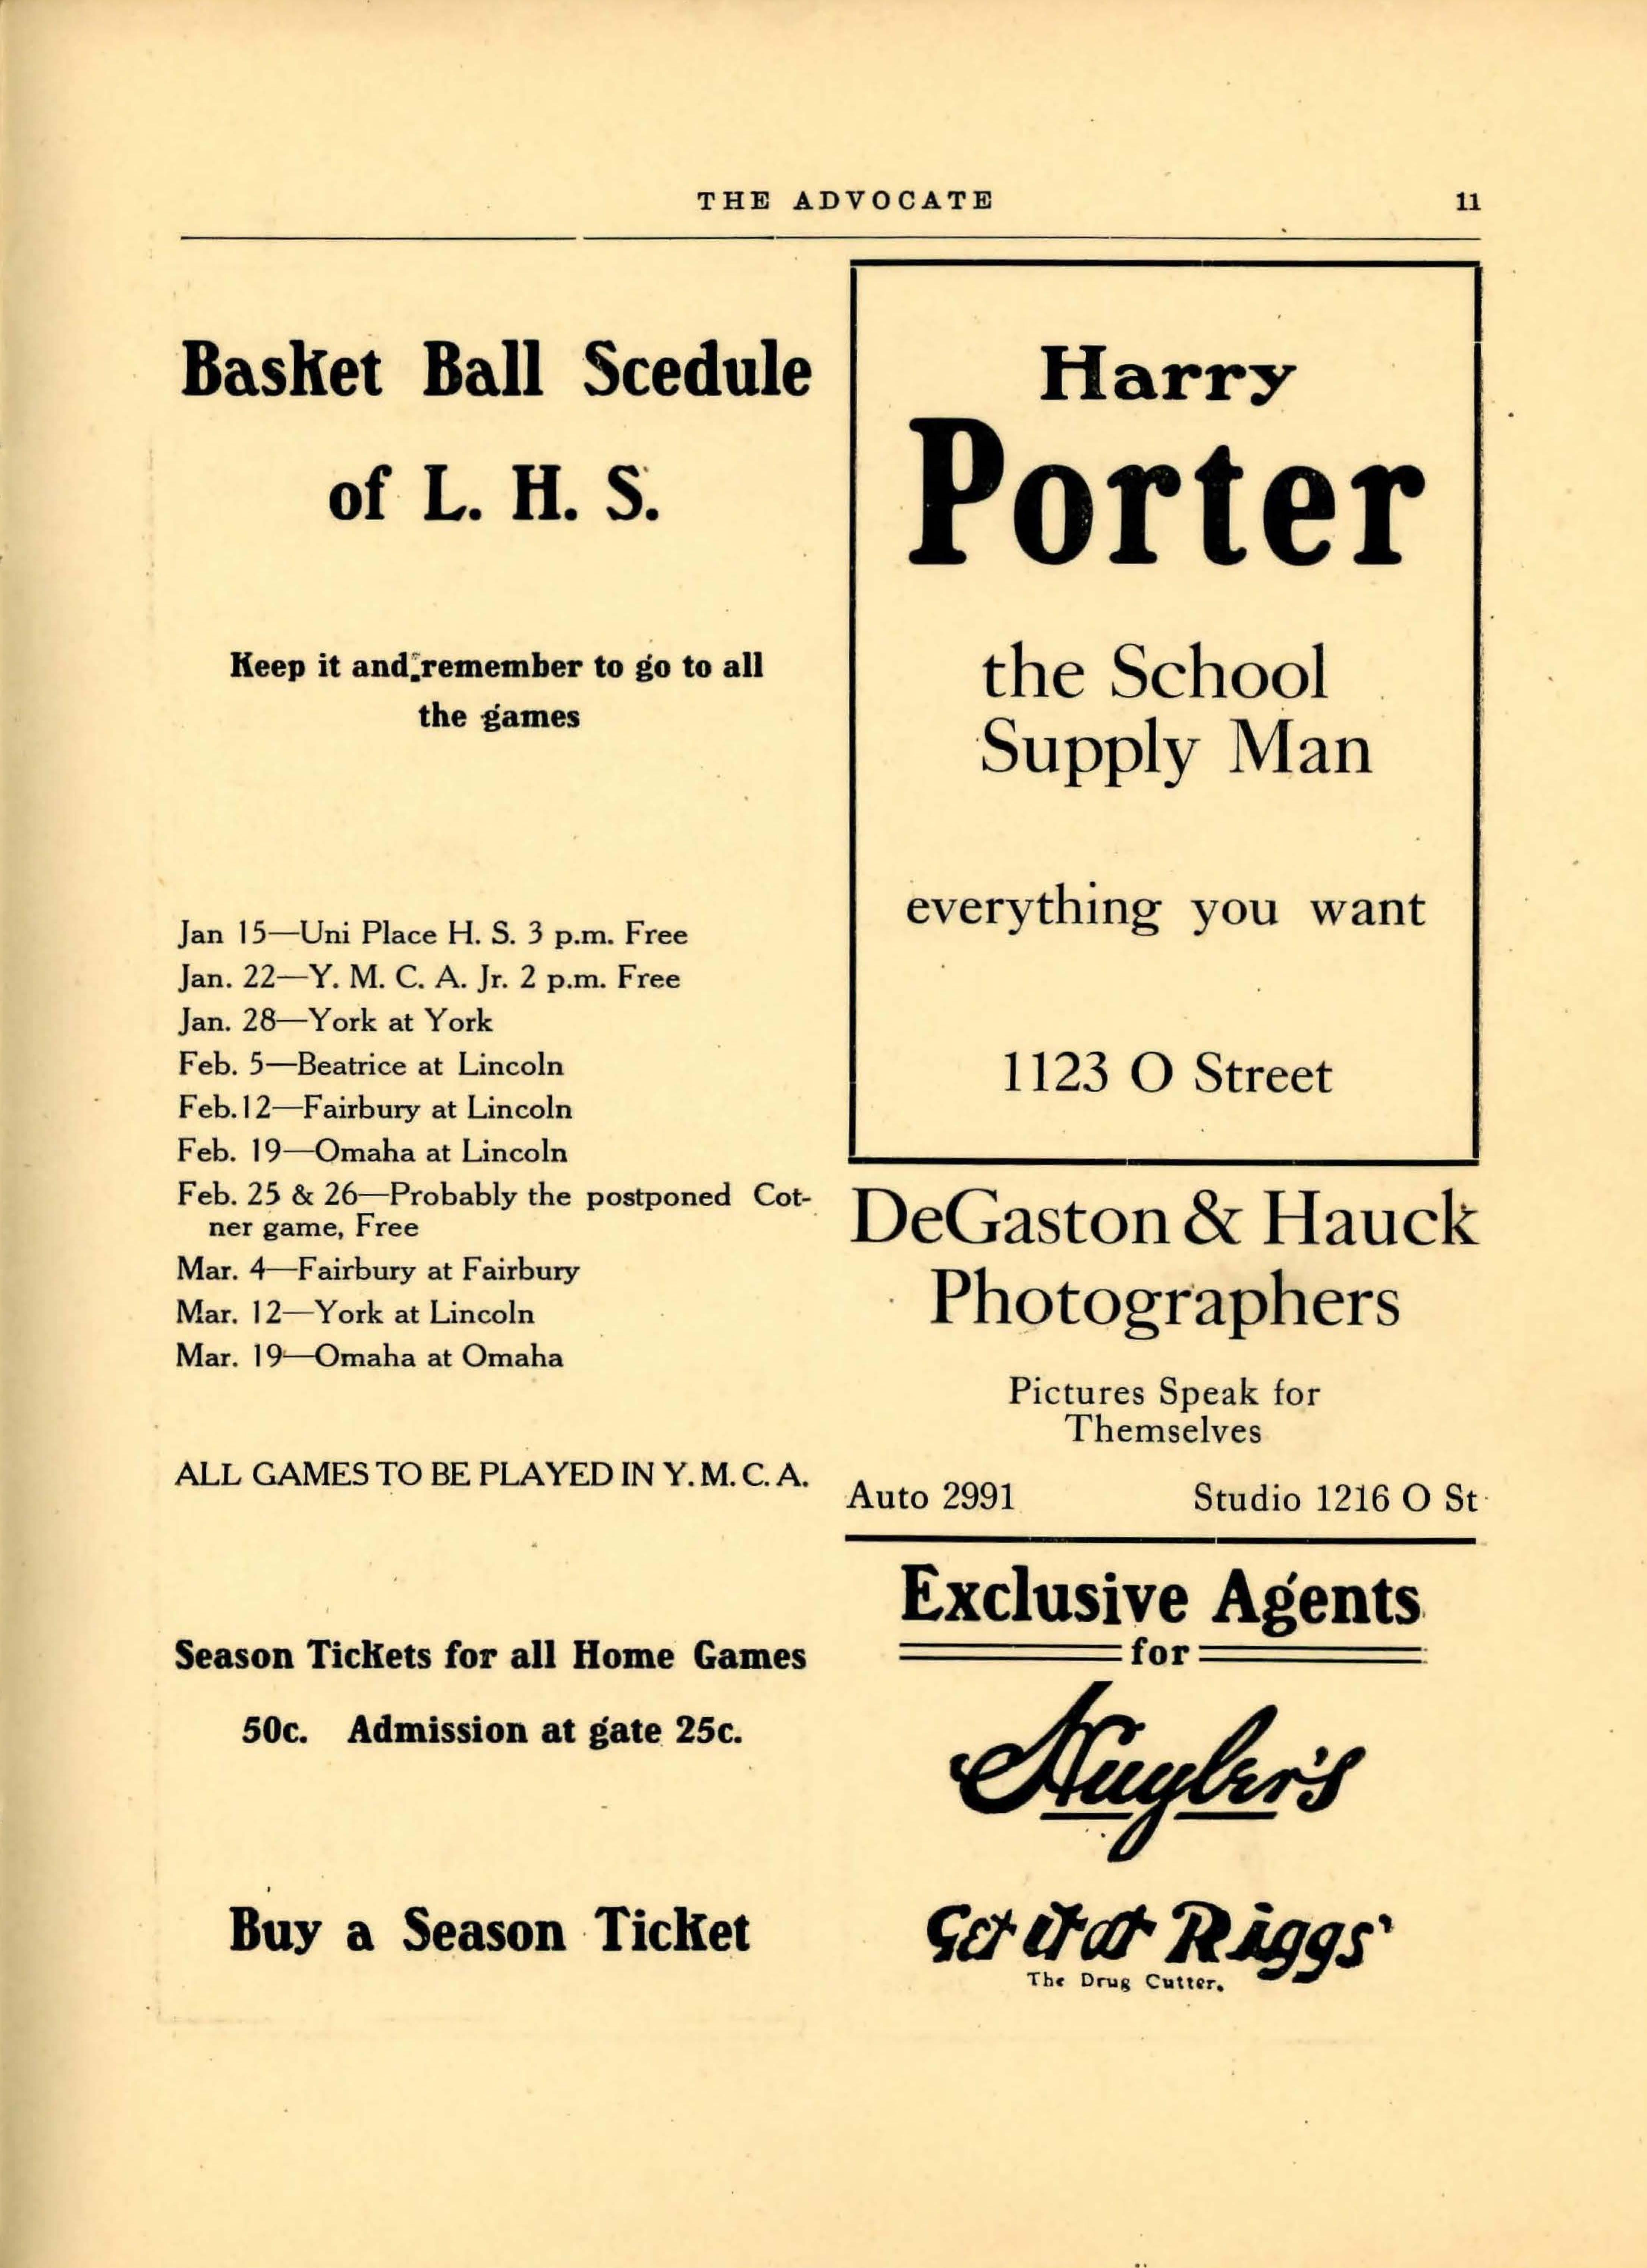 THE ADVOCATE 11
Basket Ball Scedule
of L. H. S.
Keep it and remember to go to all
the games
Jan 15—Uni Place H. S. 3 p.m. Free
Jan. 22—Y. M. C. A. Jr. 2 p.m. Free
Jan. 28—York at York
Feb. 5—Beatrice at Lincoln
Feb.12—Fairbury at Lincoln
Feb. 19—Omaha at Lincoln
Feb. 25 & 26—Probably the postponed Cot-
ner game, Free
Mar. 4—Fairbury at Fairbury
Mar. 12—York at Lincoln
Mar. 19—Omaha at Omaha
ALL GAMES TO BE PLAYED IN Y. M. C. A.
Season Tickets for all Home Games
50c. Admission at gate 25c.
Buy a Season Ticket
Harry
Porter
the School
Supply Man
everything you want
1123 O Street
DeGaston & Hauck
Photographers
Pictures Speak for
Themselves
Auto 2991 Studio 1216 O St
Exclusive Agents
for
Huyler's
Get it at Riggs'
The Drug Cutter.